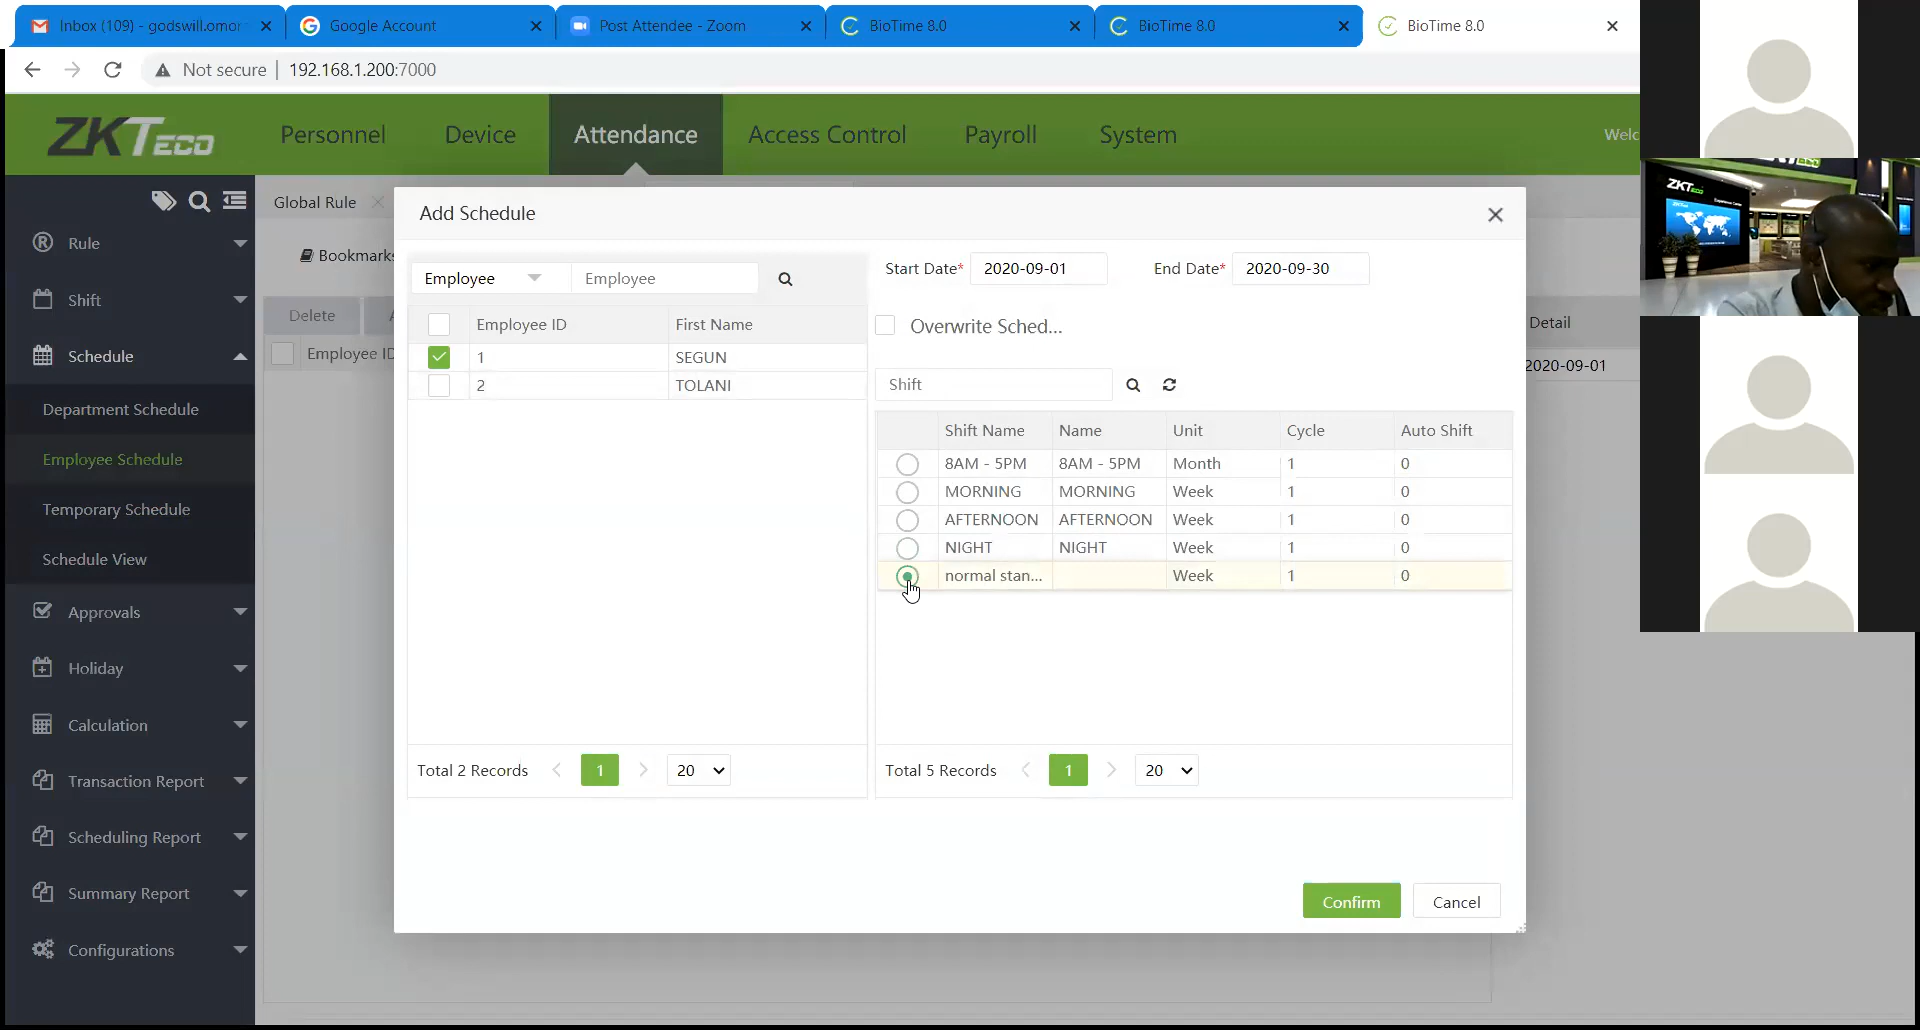 Inbox (109) - godswill.omor
Google Account
Post Attendee - Zoom
BioTime 8.0
BioTime 8.0
BioTime 8.0
Not secure
192.168.1.200:7000
ZKTeco
Personnel
Device
Attendance
Access Control
Payroll
System
Welc
Rule
Shift
Schedule
Department Schedule
Employee Schedule
Temporary Schedule
Schedule View
Approvals
Holiday
Calculation
Transaction Report
Scheduling Report
Summary Report
Configurations
Global Rule
Bookmarks
Delete
A
Employee ID
Detail
2020-09-01
Add Schedule
Employee
Employee
Employee ID First Name
1 SEGUN
2 TOLANI
Total 2 Records
1
20
Start Date* 2020-09-01 End Date* 2020-09-30
Overwrite Sched...
Shift
Shift Name Name Unit Cycle Auto Shift
8AM - 5PM 8AM - 5PM Month 1 0
MORNING MORNING Week 1 0
AFTERNOON AFTERNOON Week 1 0
NIGHT NIGHT Week 1 0
normal stan... Week 1 0
Total 5 Records
1
20
Confirm
Cancel
ZKTeco